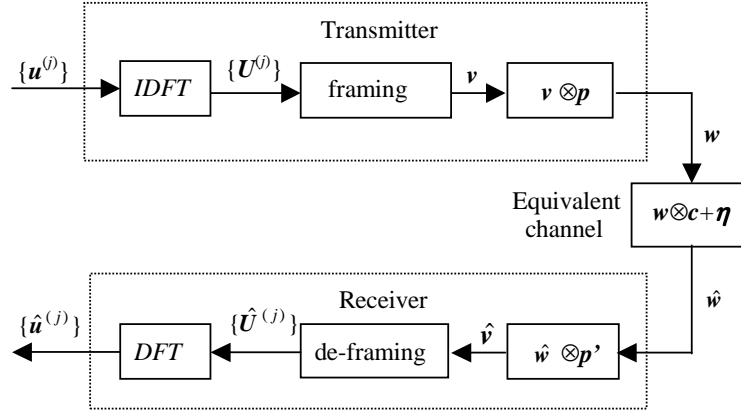 Transmitter
{u^(j)}
IDFT
{U^(j)}
framing
v
v ⊗p
w
Equivalent
channel
w⊗c+η
ŵ
Receiver
ŵ ⊗p’
v̂
de-framing
{Û^(j)}
DFT
{û^(j)}